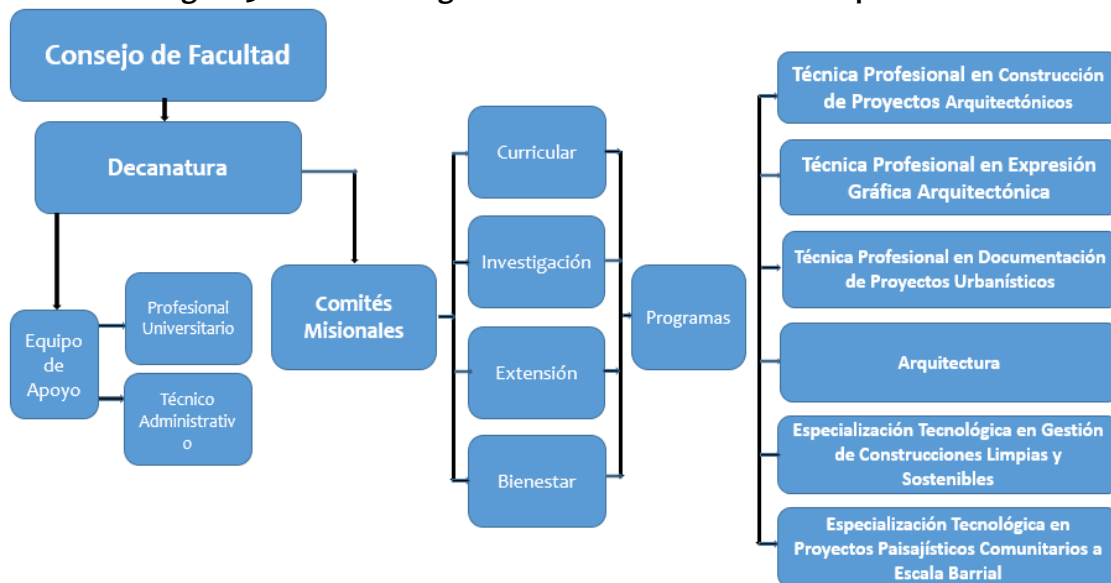 Consejo de Facultad
Decanatura
Equipo
de
Apoyo
Profesional
Universitario
Técnico
Administrativ
o
Comités
Misionales
Curricular
Investigación
Extensión
Bienestar
Programas
Técnica Profesional en Construcción
de Proyectos Arquitectónicos
Técnica Profesional en Expresión
Gráfica Arquitectónica
Técnica Profesional en Documentación
de Proyectos Urbanísticos
Arquitectura
Especialización Tecnológica en Gestión
de Construcciones Limpias y
Sostenibles
Especialización Tecnológica en
Proyectos Paisajísticos Comunitarios a
Escala Barrial